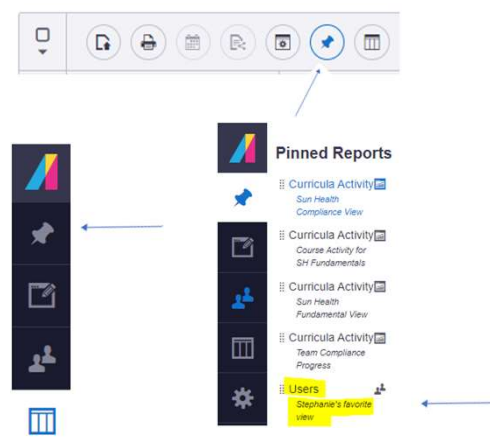 Pinned Reports
Curricula Activity
Sun Health
Compliance View
Curricula Activity
Course Activity for
SH Fundamentals
Curricula Activity
Sun Health
Fundamental View
Curricula Activity
Team Compliance
Progress
Users
Stephanie's favorite
view